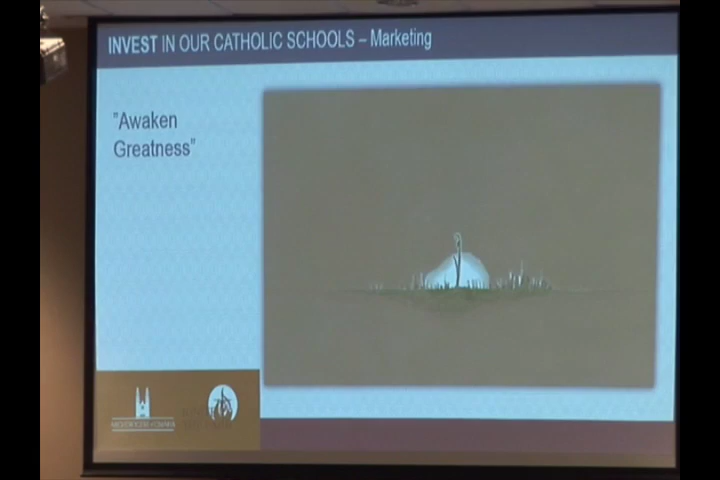 INVEST IN OUR CATHOLIC SCHOOLS – Marketing
"Awaken
Greatness"